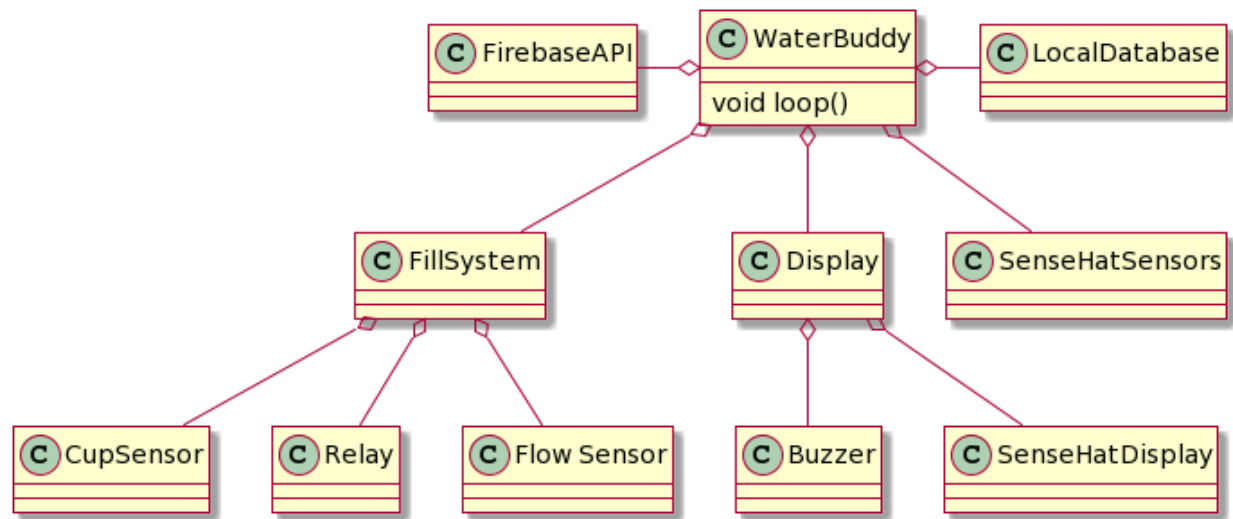 C FirebaseAPI
C WaterBuddy
void loop()
C LocalDatabase
C FillSystem
C Display
C SenseHatSensors
C CupSensor
C Relay
C Flow Sensor
C Buzzer
C SenseHatDisplay